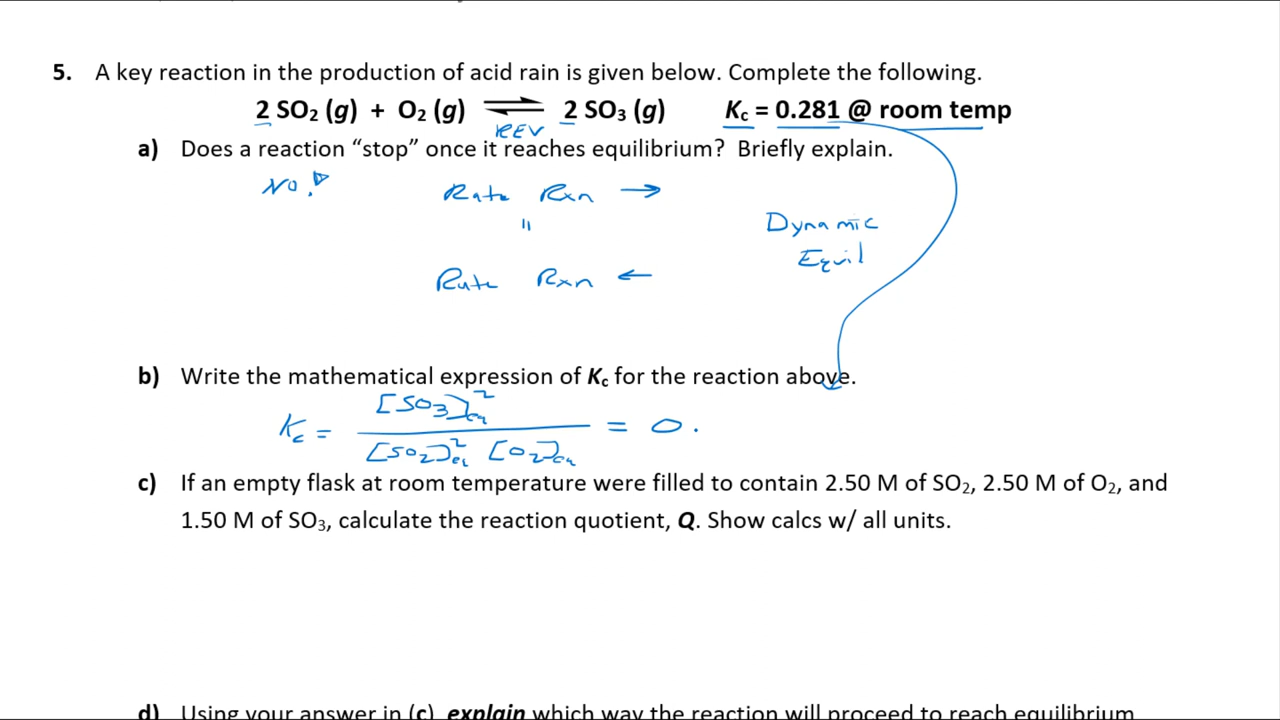 5. A key reaction in the production of acid rain is given below. Complete the following.
2 SO₂ (g) + O₂ (g) ⇌ 2 SO₃ (g) Kc = 0.281 @ room temp
REV
a) Does a reaction “stop” once it reaches equilibrium? Briefly explain.
NO!
Rate Rxn →
Dynamic
"
Equil
Rate Rxn ←
b) Write the mathematical expression of Kc for the reaction above.
[SO₃]²eq
Kc = ―――――― = 0.
[SO₂]²eq [O₂]eq
c) If an empty flask at room temperature were filled to contain 2.50 M of SO₂, 2.50 M of O₂, and
1.50 M of SO₃, calculate the reaction quotient, Q. Show calcs w/ all units.
d) Using your answer in (c), explain which way the reaction will proceed to reach equilibrium